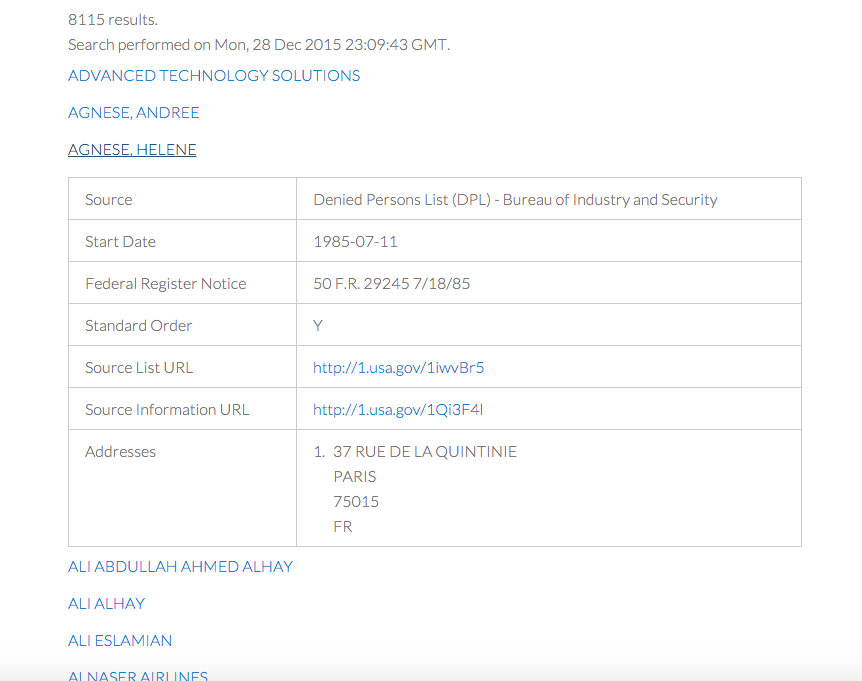 8115 results.
Search performed on Mon, 28 Dec 2015 23:09:43 GMT.
ADVANCED TECHNOLOGY SOLUTIONS
AGNESE, ANDREE
AGNESE, HELENE
Source Denied Persons List (DPL) - Bureau of Industry and Security
Start Date 1985-07-11
Federal Register Notice 50 F.R. 29245 7/18/85
Standard Order Y
Source List URL http://1.usa.gov/1iwvBr5
Source Information URL http://1.usa.gov/1Qi3F4l
Addresses 1. 37 RUE DE LA QUINTINIE
PARIS
75015
FR
ALI ABDULLAH AHMED ALHAY
ALI ALHAY
ALI ESLAMIAN
ALNASER AIRLINES